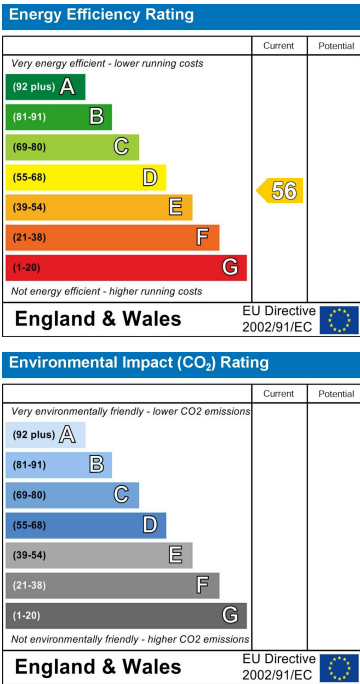 Energy Efficiency Rating
Current Potential
Very energy efficient - lower running costs
(92 plus) A
(81-91) B
(69-80) C
(55-68) D
56
(39-54) E
(21-38) F
(1-20) G
Not energy efficient - higher running costs
England & Wales
EU Directive
2002/91/EC
Environmental Impact (CO₂) Rating
Current Potential
Very environmentally friendly - lower CO2 emissions
(92 plus) A
(81-91) B
(69-80) C
(55-68) D
(39-54) E
(21-38) F
(1-20) G
Not environmentally friendly - higher CO2 emissions
England & Wales
EU Directive
2002/91/EC